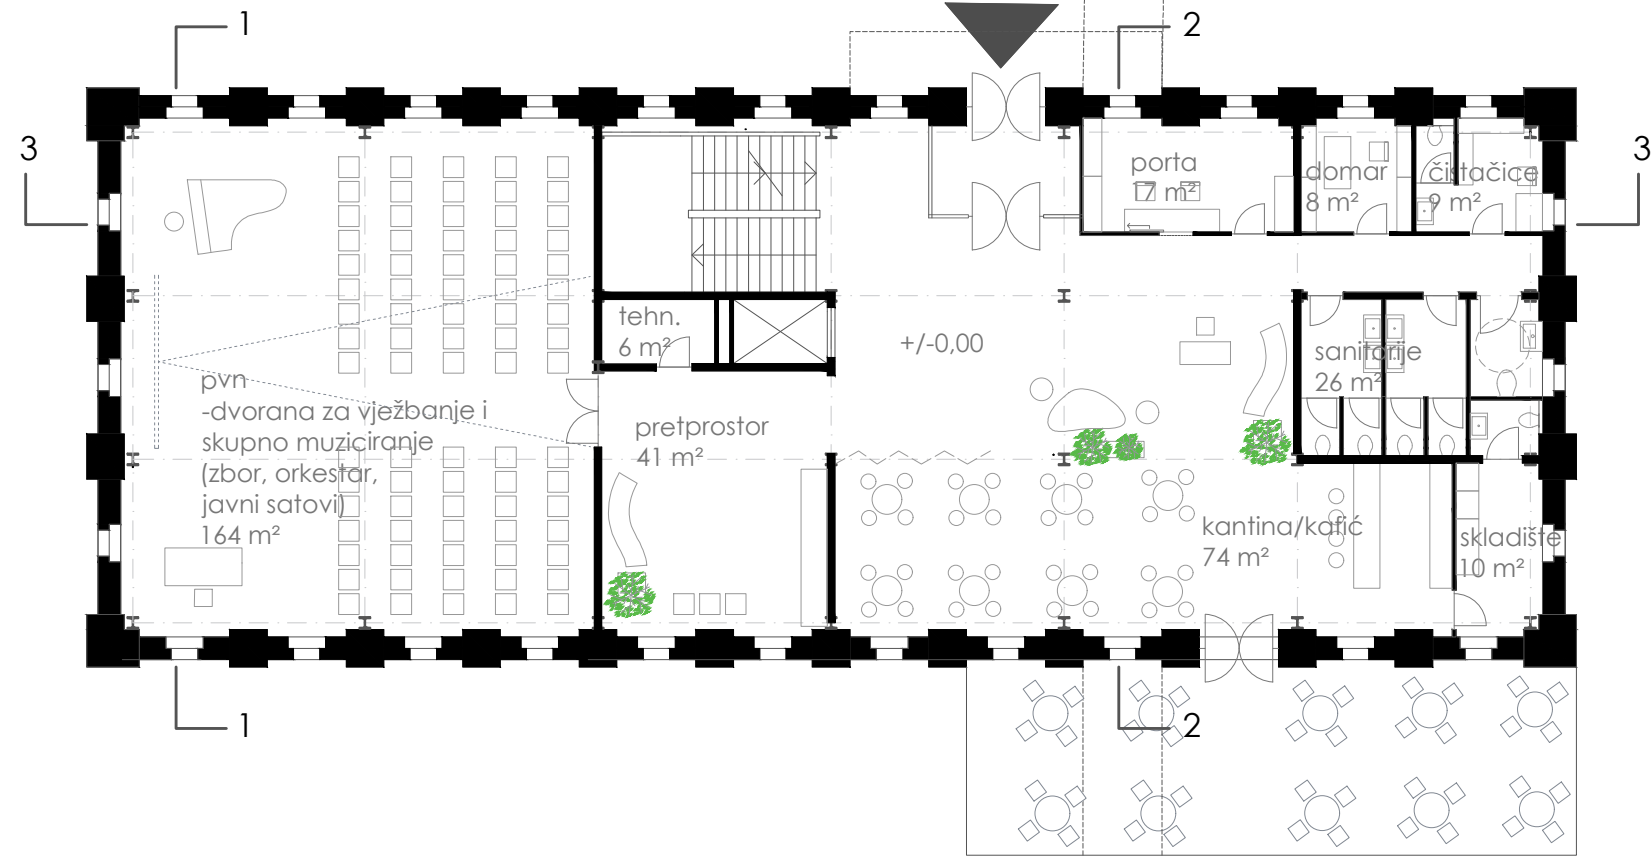 1
2
3
3
porta
17 m²
domar
8 m²
čistačice
9 m²
tehn.
6 m²
+/-0,00
sanitarije
26 m²
pvn
-dvorana za vježbanje i
skupno muziciranje
(zbor, orkestar,
javni satovi)
164 m²
pretprostor
41 m²
kantina/kafić
74 m²
skladište
10 m²
1
2